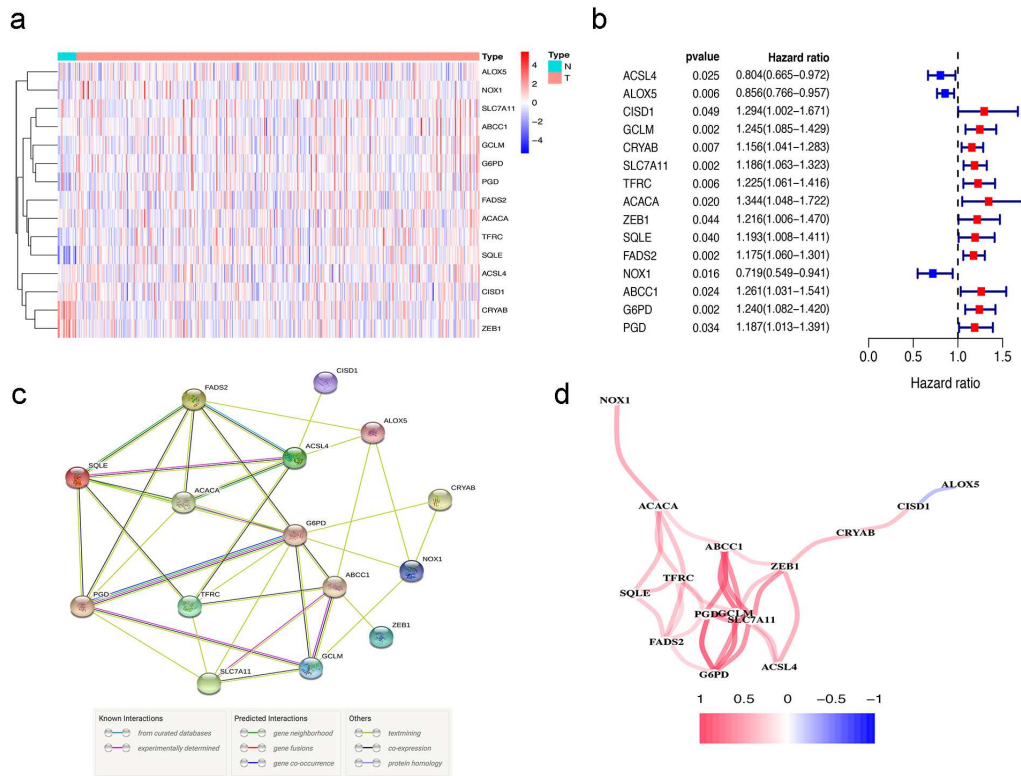 a
Type
ALOX5
NOX1
SLC7A11
ABCC1
GCLM
G6PD
PGD
FADS2
ACACA
TFRC
SQLE
ACSL4
CISD1
CRYAB
ZEB1
4
2
0
−2
−4
Type
N
T
b
pvalue Hazard ratio
ACSL4 0.025 0.804(0.665−0.972)
ALOX5 0.006 0.856(0.766−0.957)
CISD1 0.049 1.294(1.002−1.671)
GCLM 0.002 1.245(1.085−1.429)
CRYAB 0.007 1.156(1.041−1.283)
SLC7A11 0.002 1.186(1.063−1.323)
TFRC 0.006 1.225(1.061−1.416)
ACACA 0.020 1.344(1.048−1.722)
ZEB1 0.044 1.216(1.006−1.470)
SQLE 0.040 1.193(1.008−1.411)
FADS2 0.002 1.175(1.060−1.301)
NOX1 0.016 0.719(0.549−0.941)
ABCC1 0.024 1.261(1.031−1.541)
G6PD 0.002 1.240(1.082−1.420)
PGD 0.034 1.187(1.013−1.391)
0.0 0.5 1.0 1.5
Hazard ratio
c
CISD1
FADS2
ALOX5
ACSL4
SQLE
ACACA
CRYAB
G6PD
NOX1
ABCC1
PGD
TFRC
ZEB1
GCLM
SLC7A11
Known Interactions
from curated databases
experimentally determined
Predicted Interactions
gene neighborhood
gene fusions
gene co-occurrence
Others
textmining
co-expression
protein homology
d
NOX1
ALOX5
CISD1
ACACA
CRYAB
ABCC1
ZEB1
TFRC
SQLE
PGD
GCLM
SLC7A11
FADS2
ACSL4
G6PD
1 0.5 0 −0.5 −1